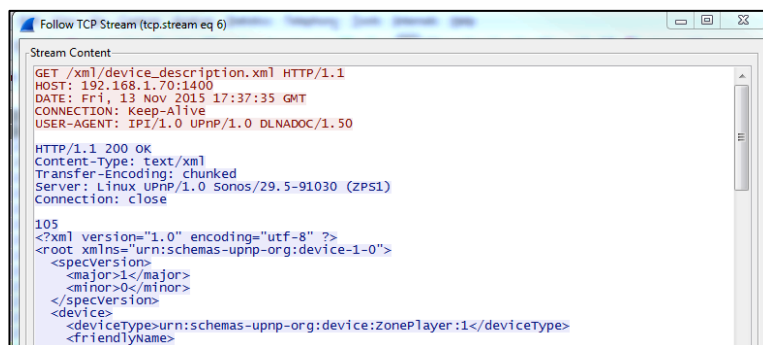 Follow TCP Stream (tcp.stream eq 6)
Stream Content
GET /xml/device_description.xml HTTP/1.1
HOST: 192.168.1.70:1400
DATE: Fri, 13 Nov 2015 17:37:35 GMT
CONNECTION: Keep-Alive
USER-AGENT: IPI/1.0 UPnP/1.0 DLNADOC/1.50
HTTP/1.1 200 OK
Content-Type: text/xml
Transfer-Encoding: chunked
Server: Linux UPnP/1.0 Sonos/29.5-91030 (ZPS1)
Connection: close
105
<?xml version="1.0" encoding="utf-8" ?>
<root xmlns="urn:schemas-upnp-org:device-1-0">
<specVersion>
<major>1</major>
<minor>0</minor>
</specVersion>
<device>
<deviceType>urn:schemas-upnp-org:device:ZonePlayer:1</deviceType>
<friendlyName>